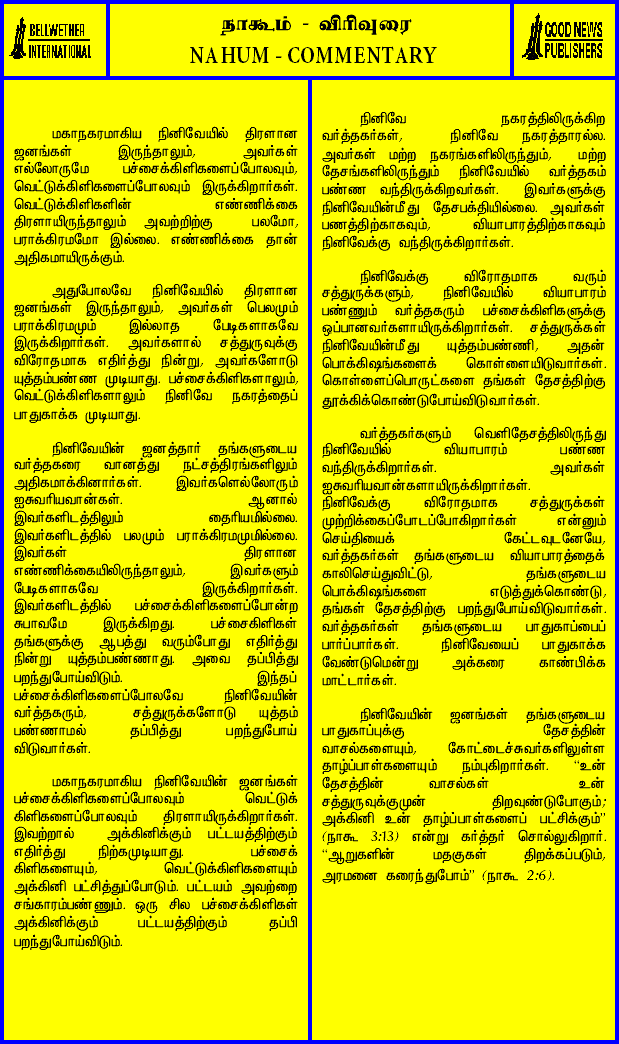 BELLWETHER
INTERNATIONAL
நாகூம் - விரிவுரை
NAHUM - COMMENTARY
GOOD NEWS
PUBLISHERS
மகாநகரமாகிய நினிவேயில் திரளான
ஜனங்கள் இருந்தாலும், அவர்கள்
எல்லோருமே பச்சைக்கிளிகளைப்போலவும்,
வெட்டுக்கிளிகளைப்போலவும் இருக்கிறார்கள்.
வெட்டுக்கிளிகளின் எண்ணிக்கை
திரளாயிருந்தாலும் அவற்றிற்கு பலமோ,
பராக்கிரமமோ இல்லை. எண்ணிக்கை தான்
அதிகமாயிருக்கும்.
அதுபோலவே நினிவேயில் திரளான
ஜனங்கள் இருந்தாலும், அவர்கள் பெலமும்
பராக்கிரமமும் இல்லாத பேடிகளாகவே
இருக்கிறார்கள். அவர்களால் சத்துருவுக்கு
விரோதமாக எதிர்த்து நின்று, அவர்களோடு
யுத்தம்பண்ண முடியாது. பச்சைக்கிளிகளாலும்,
வெட்டுக்கிளிகளாலும் நினிவே நகரத்தைப்
பாதுகாக்க முடியாது.
நினிவேயின் ஜனத்தார் தங்களுடைய
வர்த்தகரை வானத்து நட்சத்திரங்களிலும்
அதிகமாக்கினார்கள். இவர்களெல்லோரும்
ஐசுவரியவான்கள். ஆனால்
இவர்களிடத்திலும் தைரியமில்லை.
இவர்களிடத்தில் பலமும் பராக்கிரமமுமில்லை.
இவர்கள் திரளான
எண்ணிக்கையிலிருந்தாலும், இவர்களும்
பேடிகளாகவே இருக்கிறார்கள்.
இவர்களிடத்தில் பச்சைக்கிளிகளைப்போன்ற
சுபாவமே இருக்கிறது. பச்சைகிளிகள்
தங்களுக்கு ஆபத்து வரும்போது எதிர்த்து
நின்று யுத்தம்பண்ணாது. அவை தப்பித்து
பறந்துபோய்விடும். இந்தப்
பச்சைக்கிளிகளைப்போலவே நினிவேயின்
வர்த்தகரும், சத்துருக்களோடு யுத்தம்
பண்ணாமல் தப்பித்து பறந்துபோய்
விடுவார்கள்.
மகாநகரமாகிய நினிவேயின் ஜனங்கள்
பச்சைக்கிளிகளைப்போலவும் வெட்டுக்
கிளிகளைப்போலவும் திரளாயிருக்கிறார்கள்.
இவற்றால் அக்கினிக்கும் பட்டயத்திற்கும்
எதிர்த்து நிற்கமுடியாது. பச்சைக்
கிளிகளையும், வெட்டுக்கிளிகளையும்
அக்கினி பட்சித்துப்போடும். பட்டயம் அவற்றை
சங்காரம்பண்ணும். ஒரு சில பச்சைக்கிளிகள்
அக்கினிக்கும் பட்டயத்திற்கும் தப்பி
பறந்துபோய்விடும்.
நினிவே நகரத்திலிருக்கிற
வர்த்தகர்கள், நினிவே நகரத்தாரல்ல.
அவர்கள் மற்ற நகரங்களிலிருந்தும், மற்ற
தேசங்களிலிருந்தும் நினிவேயில் வர்த்தகம்
பண்ண வந்திருக்கிறவர்கள். இவர்களுக்கு
நினிவேயின்மீது தேசபக்தியில்லை. அவர்கள்
பணத்திற்காகவும், வியாபாரத்திற்காகவும்
நினிவேக்கு வந்திருக்கிறார்கள்.
நினிவேக்கு விரோதமாக வரும்
சத்துருக்களும், நினிவேயில் வியாபாரம்
பண்ணும் வர்த்தகரும் பச்சைக்கிளிகளுக்கு
ஒப்பானவர்களாயிருக்கிறார்கள். சத்துருக்கள்
நினிவேயின்மீது யுத்தம்பண்ணி, அதன்
பொக்கிஷங்களைக் கொள்ளையிடுவார்கள்.
கொள்ளைப்பொருட்களை தங்கள் தேசத்திற்கு
தூக்கிக்கொண்டுபோய்விடுவார்கள்.
வர்த்தகர்களும் வெளிதேசத்திலிருந்து
நினிவேயில் வியாபாரம் பண்ண
வந்திருக்கிறார்கள். அவர்கள்
ஐசுவரியவான்களாயிருக்கிறார்கள்.
நினிவேக்கு விரோதமாக சத்துருக்கள்
முற்றிக்கைப்போடப்போகிறார்கள் என்னும்
செய்தியைக் கேட்டவுடனேயே,
வர்த்தகர்கள் தங்களுடைய வியாபாரத்தைக்
காலிசெய்துவிட்டு, தங்களுடைய
பொக்கிஷங்களை எடுத்துக்கொண்டு,
தங்கள் தேசத்திற்கு பறந்துபோய்விடுவார்கள்.
வர்த்தகர்கள் தங்களுடைய பாதுகாப்பைப்
பார்ப்பார்கள். நினிவேயைப் பாதுகாக்க
வேண்டுமென்று அக்கரை காண்பிக்க
மாட்டார்கள்.
நினிவேயின் ஜனங்கள் தங்களுடைய
பாதுகாப்புக்கு தேசத்தின்
வாசல்களையும், கோட்டைச்சுவர்களிலுள்ள
தாழ்ப்பாள்களையும் நம்புகிறார்கள். “உன்
தேசத்தின் வாசல்கள் உன்
சத்துருவுக்குமுன் திறவுண்டுபோகும்;
அக்கினி உன் தாழ்ப்பாள்களைப் பட்சிக்கும்”
(நாகூ 3:13) என்று கர்த்தர் சொல்லுகிறார்.
“ஆறுகளின் மதகுகள் திறக்கப்படும்,
அரமனை கரைந்துபோம்” (நாகூ 2:6).